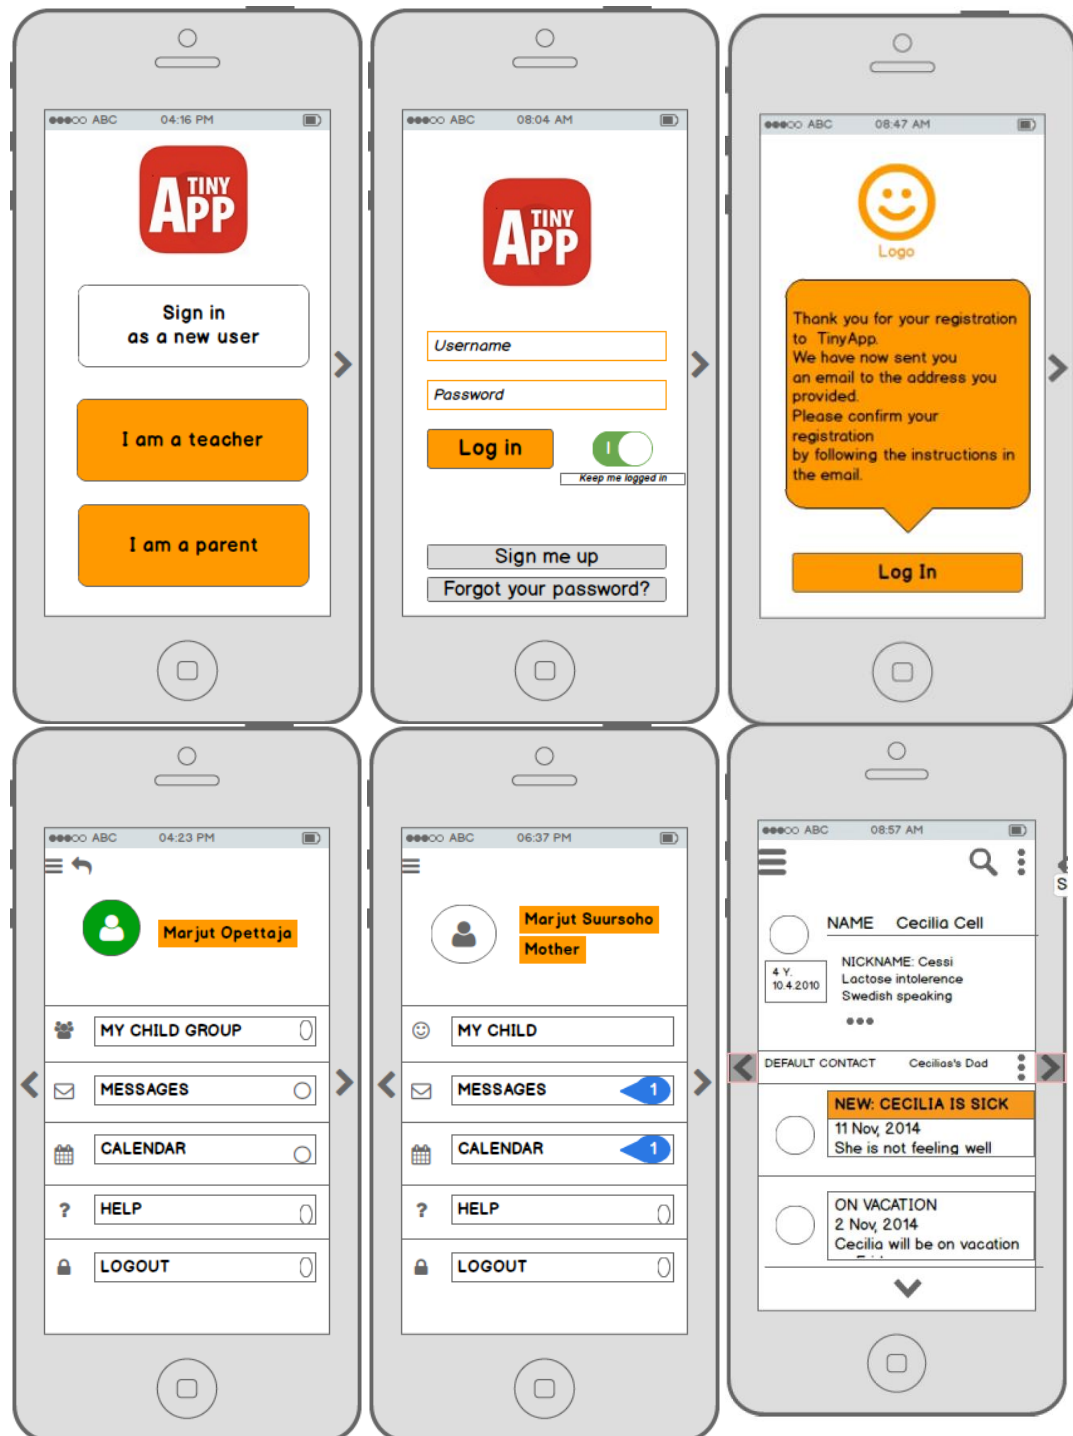 ABC 04:16 PM
TINY
APP
Sign in
as a new user
I am a teacher
I am a parent
ABC 08:04 AM
TINY
APP
Username
Password
Log in
I
Keep me logged in
Sign me up
Forgot your password?
ABC 08:47 AM
Logo
Thank you for your registration
to TinyApp.
We have now sent you
an email to the address you
provided.
Please confirm your
registration
by following the instructions in
the email.
Log In
ABC 04:23 PM
Marjut Opettaja
MY CHILD GROUP
MESSAGES
CALENDAR
? HELP
LOGOUT
ABC 06:37 PM
Marjut Suursoho
Mother
MY CHILD
MESSAGES 1
CALENDAR 1
? HELP
LOGOUT
ABC 08:57 AM
S
NAME Cecilia Cell
4 Y.
10.4.2010
NICKNAME: Cessi
Lactose intolerence
Swedish speaking
DEFAULT CONTACT Cecilias's Dad
NEW: CECILIA IS SICK
11 Nov, 2014
She is not feeling well
ON VACATION
2 Nov, 2014
Cecilia will be on vacation